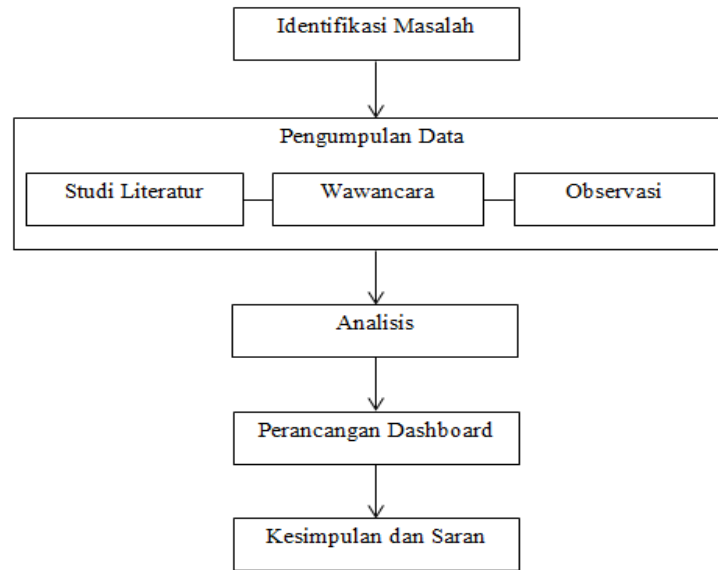 Identifikasi Masalah
Pengumpulan Data
Studi Literatur
Wawancara
Observasi
Analisis
Perancangan Dashboard
Kesimpulan dan Saran